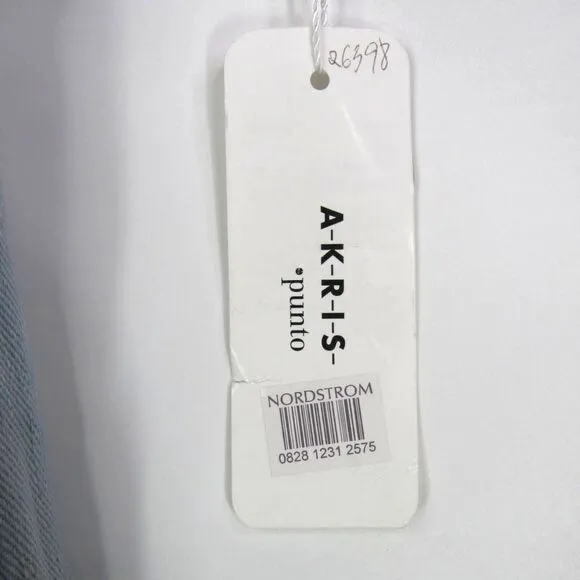 26398
A-K-R-I-S-
punto
NORDSTROM
0828 1231 2575